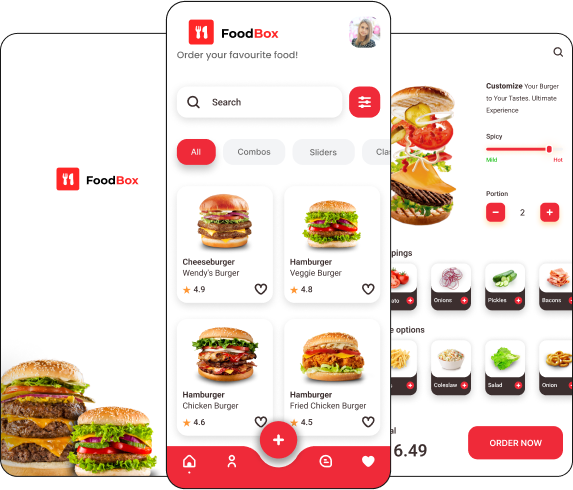 FoodBox
FoodBox
Order your favourite food!
Search
All
Combos
Sliders
Cla
Cheeseburger
Wendy's Burger
4.9
Hamburger
Veggie Burger
4.8
Hamburger
Chicken Burger
4.6
Hamburger
Fried Chicken Burger
4.5
+
Customize Your Burger
to Your Tastes. Ultimate
Experience
Spicy
Mild
Hot
Portion
− 2 +
pings
ato
Onions
Pickles
Bacons
e options
Coleslaw
Salad
Onion
al
6.49
ORDER NOW